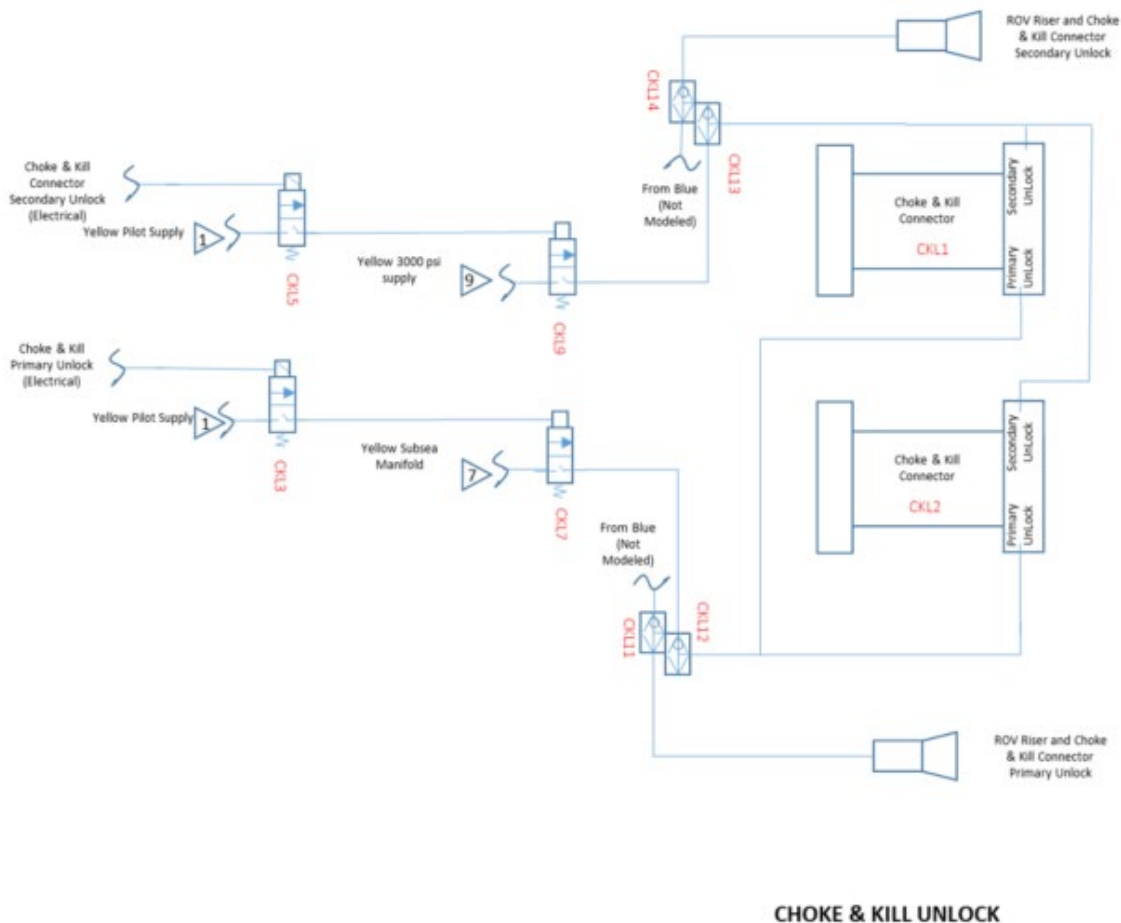 ROV Riser and Choke
& Kill Connector
Secondary Unlock
CKL14
CKL13
From Blue
(Not
Modeled)
Choke & Kill
Connector
Secondary Unlock
(Electrical)
Yellow Pilot Supply
1
CKL5
Yellow 3000 psi
supply
9
CKL9
Choke & Kill
Connector
CKL1
Secondary
UnLock
Primary
UnLock
Choke & Kill
Primary Unlock
(Electrical)
Yellow Pilot Supply
1
CKL3
Yellow Subsea
Manifold
7
CKL7
Choke & Kill
Connector
CKL2
Secondary
UnLock
Primary
UnLock
From Blue
(Not
Modeled)
CKL12
CKL11
ROV Riser and Choke
& Kill Connector
Primary Unlock
CHOKE & KILL UNLOCK